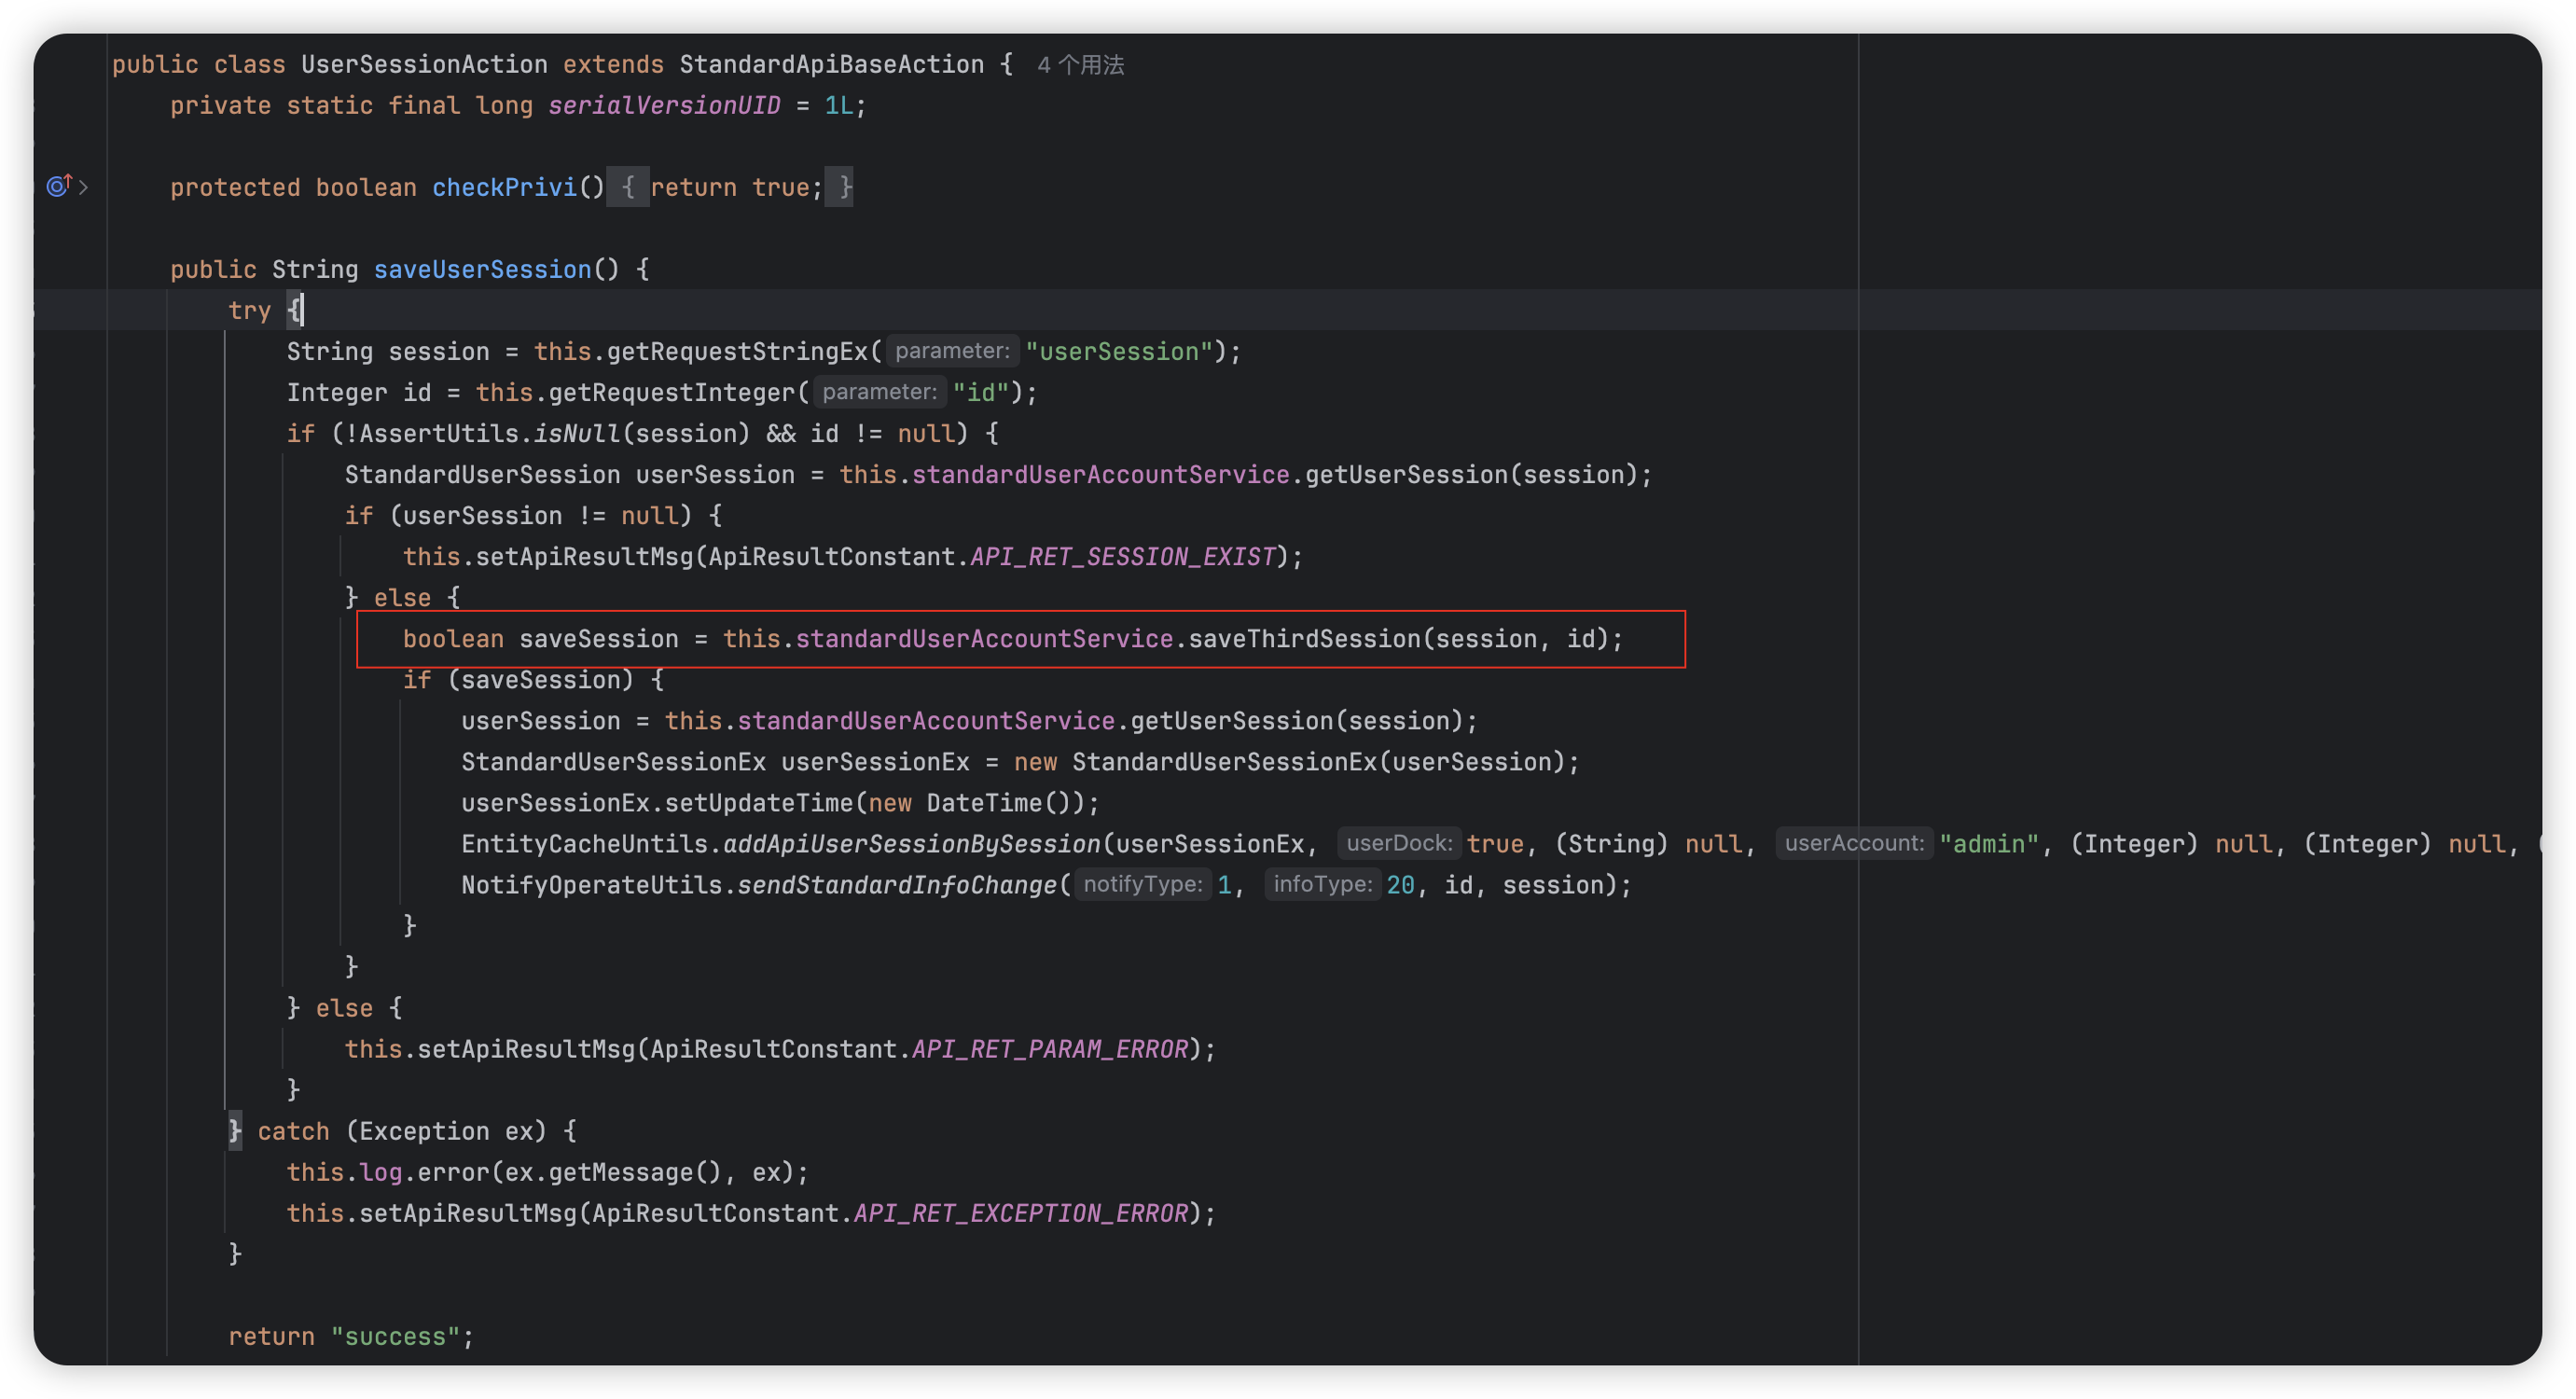 public class UserSessionAction extends StandardApiBaseAction { 4 个用法
private static final long serialVersionUID = 1L;
protected boolean checkPrivi() { return true; }
public String saveUserSession() {
try {
String session = this.getRequestStringEx( parameter: "userSession");
Integer id = this.getRequestInteger( parameter: "id");
if (!AssertUtils.isNull(session) && id != null) {
StandardUserSession userSession = this.standardUserAccountService.getUserSession(session);
if (userSession != null) {
this.setApiResultMsg(ApiResultConstant.API_RET_SESSION_EXIST);
} else {
boolean saveSession = this.standardUserAccountService.saveThirdSession(session, id);
if (saveSession) {
userSession = this.standardUserAccountService.getUserSession(session);
StandardUserSessionEx userSessionEx = new StandardUserSessionEx(userSession);
userSessionEx.setUpdateTime(new DateTime());
EntityCacheUntils.addApiUserSessionBySession(userSessionEx, userDock: true, (String) null, userAccount: "admin", (Integer) null, (Integer) null, (
NotifyOperateUtils.sendStandardInfoChange( notifyType: 1, infoType: 20, id, session);
}
}
} else {
this.setApiResultMsg(ApiResultConstant.API_RET_PARAM_ERROR);
}
} catch (Exception ex) {
this.log.error(ex.getMessage(), ex);
this.setApiResultMsg(ApiResultConstant.API_RET_EXCEPTION_ERROR);
}
return "success";